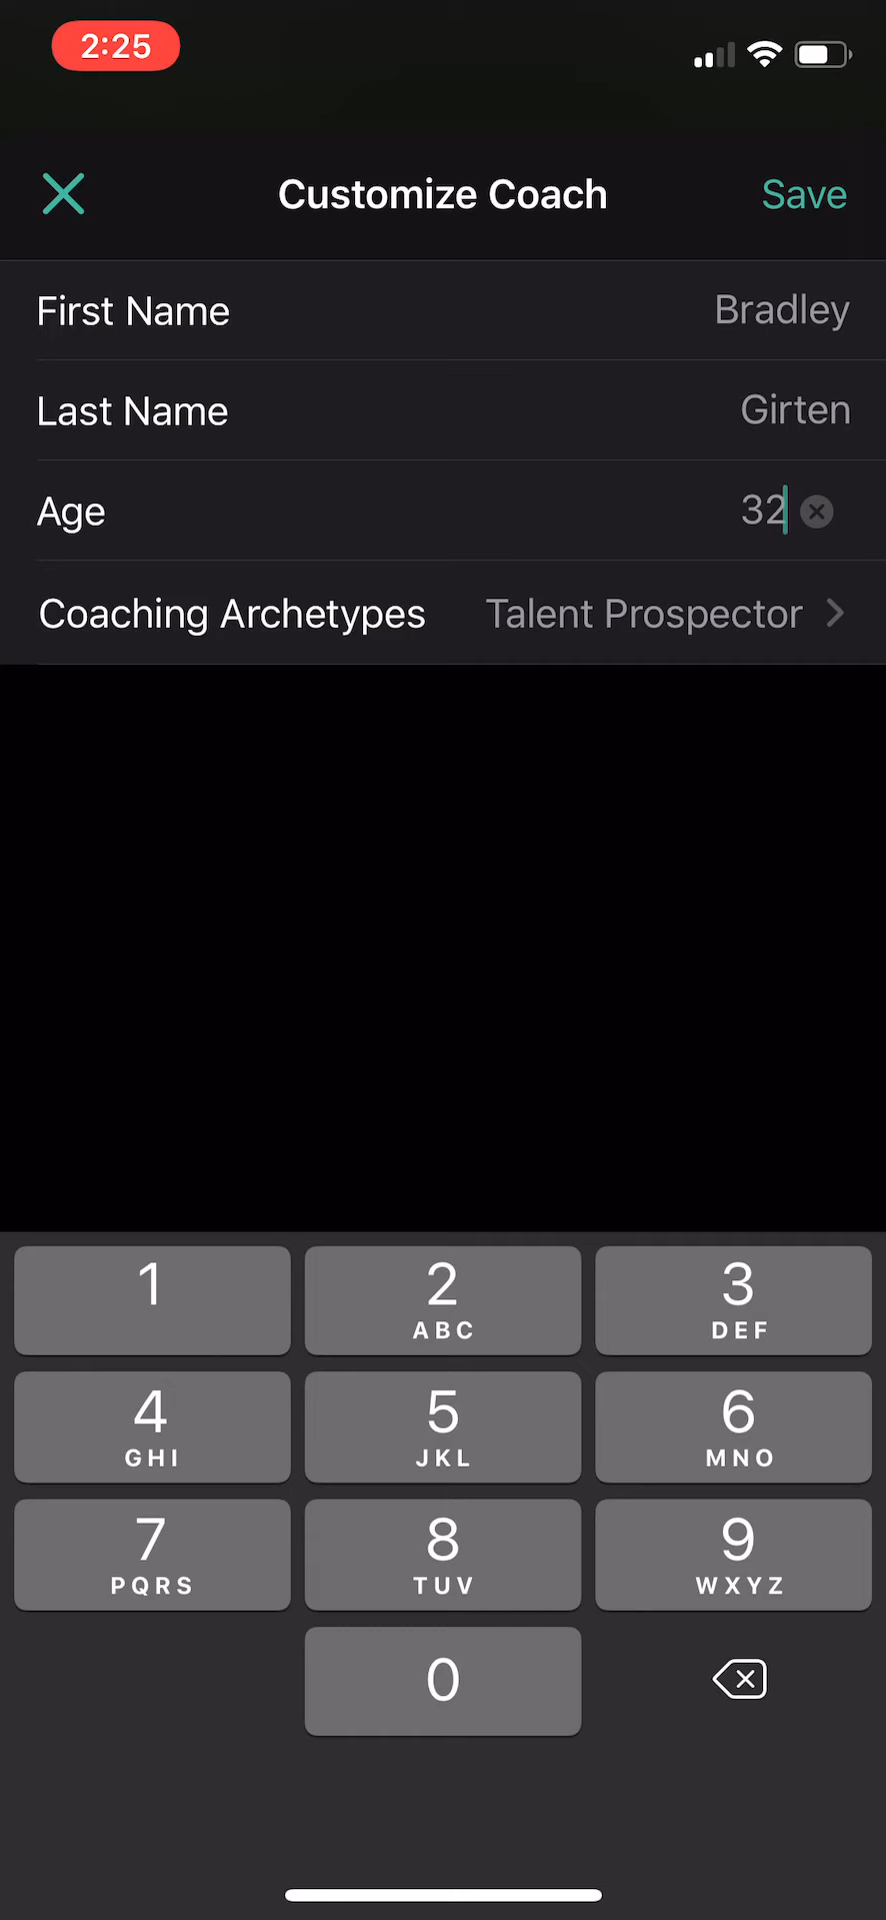 2:25
Customize Coach Save
First Name Bradley
Last Name Girten
Age 32
Coaching Archetypes Talent Prospector
1 2 3
ABC DEF
4 5 6
GHI JKL MNO
7 8 9
PQRS TUV WXYZ
0